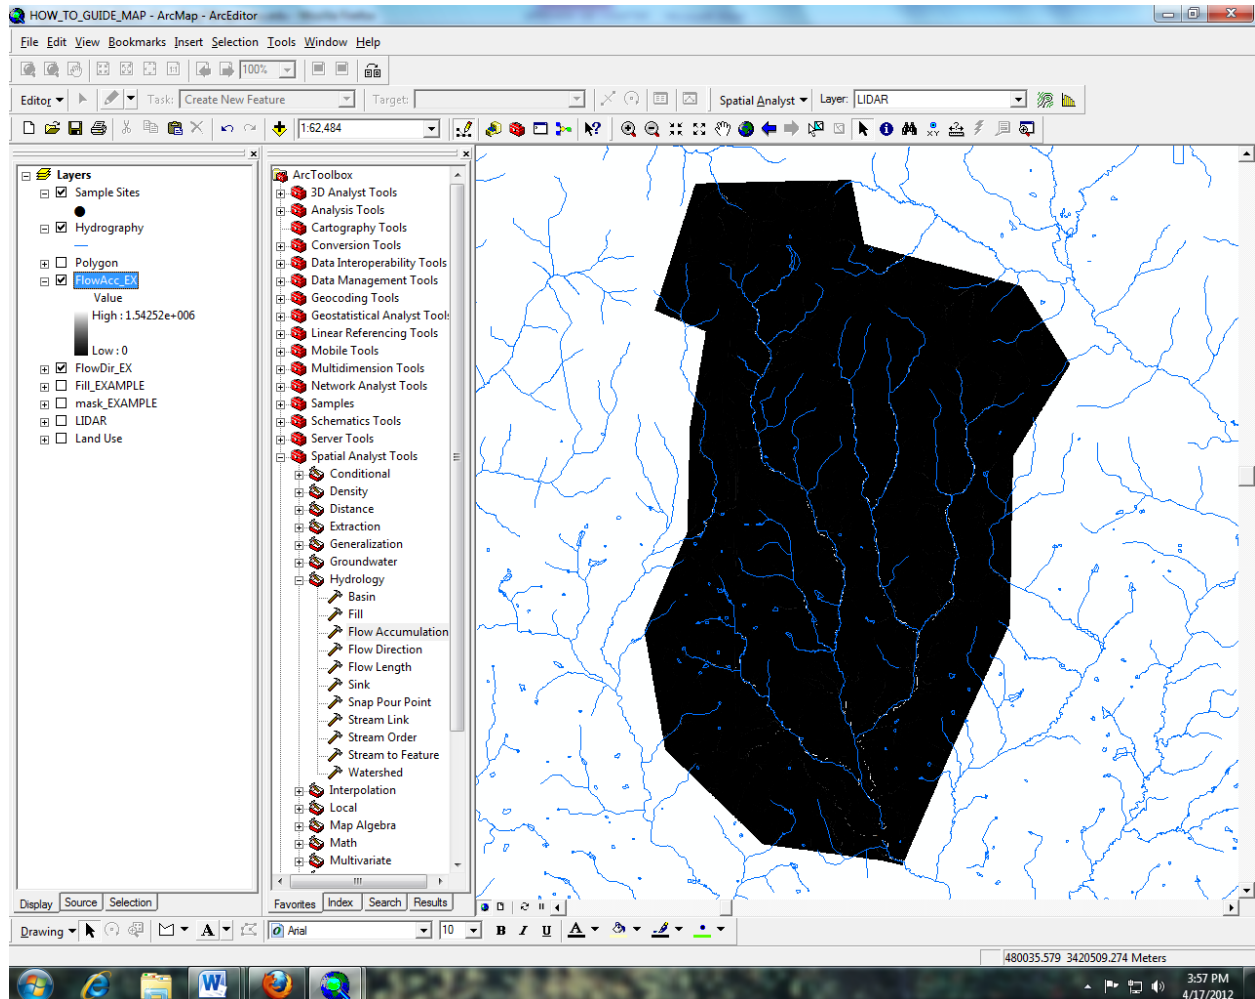 HOW_TO_GUIDE_MAP - ArcMap - ArcEditor
File Edit View Bookmarks Insert Selection Tools Window Help
100%
Editor Task: Create New Feature Target: Spatial Analyst Layer: LIDAR
1:62,484
Layers
Sample Sites
Hydrography
Polygon
FlowAcc_EX
Value
High : 1.54252e+006
Low : 0
FlowDir_EX
Fill_EXAMPLE
mask_EXAMPLE
LIDAR
Land Use
Display Source Selection
ArcToolbox
3D Analyst Tools
Analysis Tools
Cartography Tools
Conversion Tools
Data Interoperability Tools
Data Management Tools
Geocoding Tools
Geostatistical Analyst Tools
Linear Referencing Tools
Mobile Tools
Multidimension Tools
Network Analyst Tools
Samples
Schematics Tools
Server Tools
Spatial Analyst Tools
Conditional
Density
Distance
Extraction
Generalization
Groundwater
Hydrology
Basin
Fill
Flow Accumulation
Flow Direction
Flow Length
Sink
Snap Pour Point
Stream Link
Stream Order
Stream to Feature
Watershed
Interpolation
Local
Map Algebra
Math
Multivariate
Favorites Index Search Results
Drawing A Arial 10 B I U A
480035.579 3420509.274 Meters
3:57 PM
4/17/2012